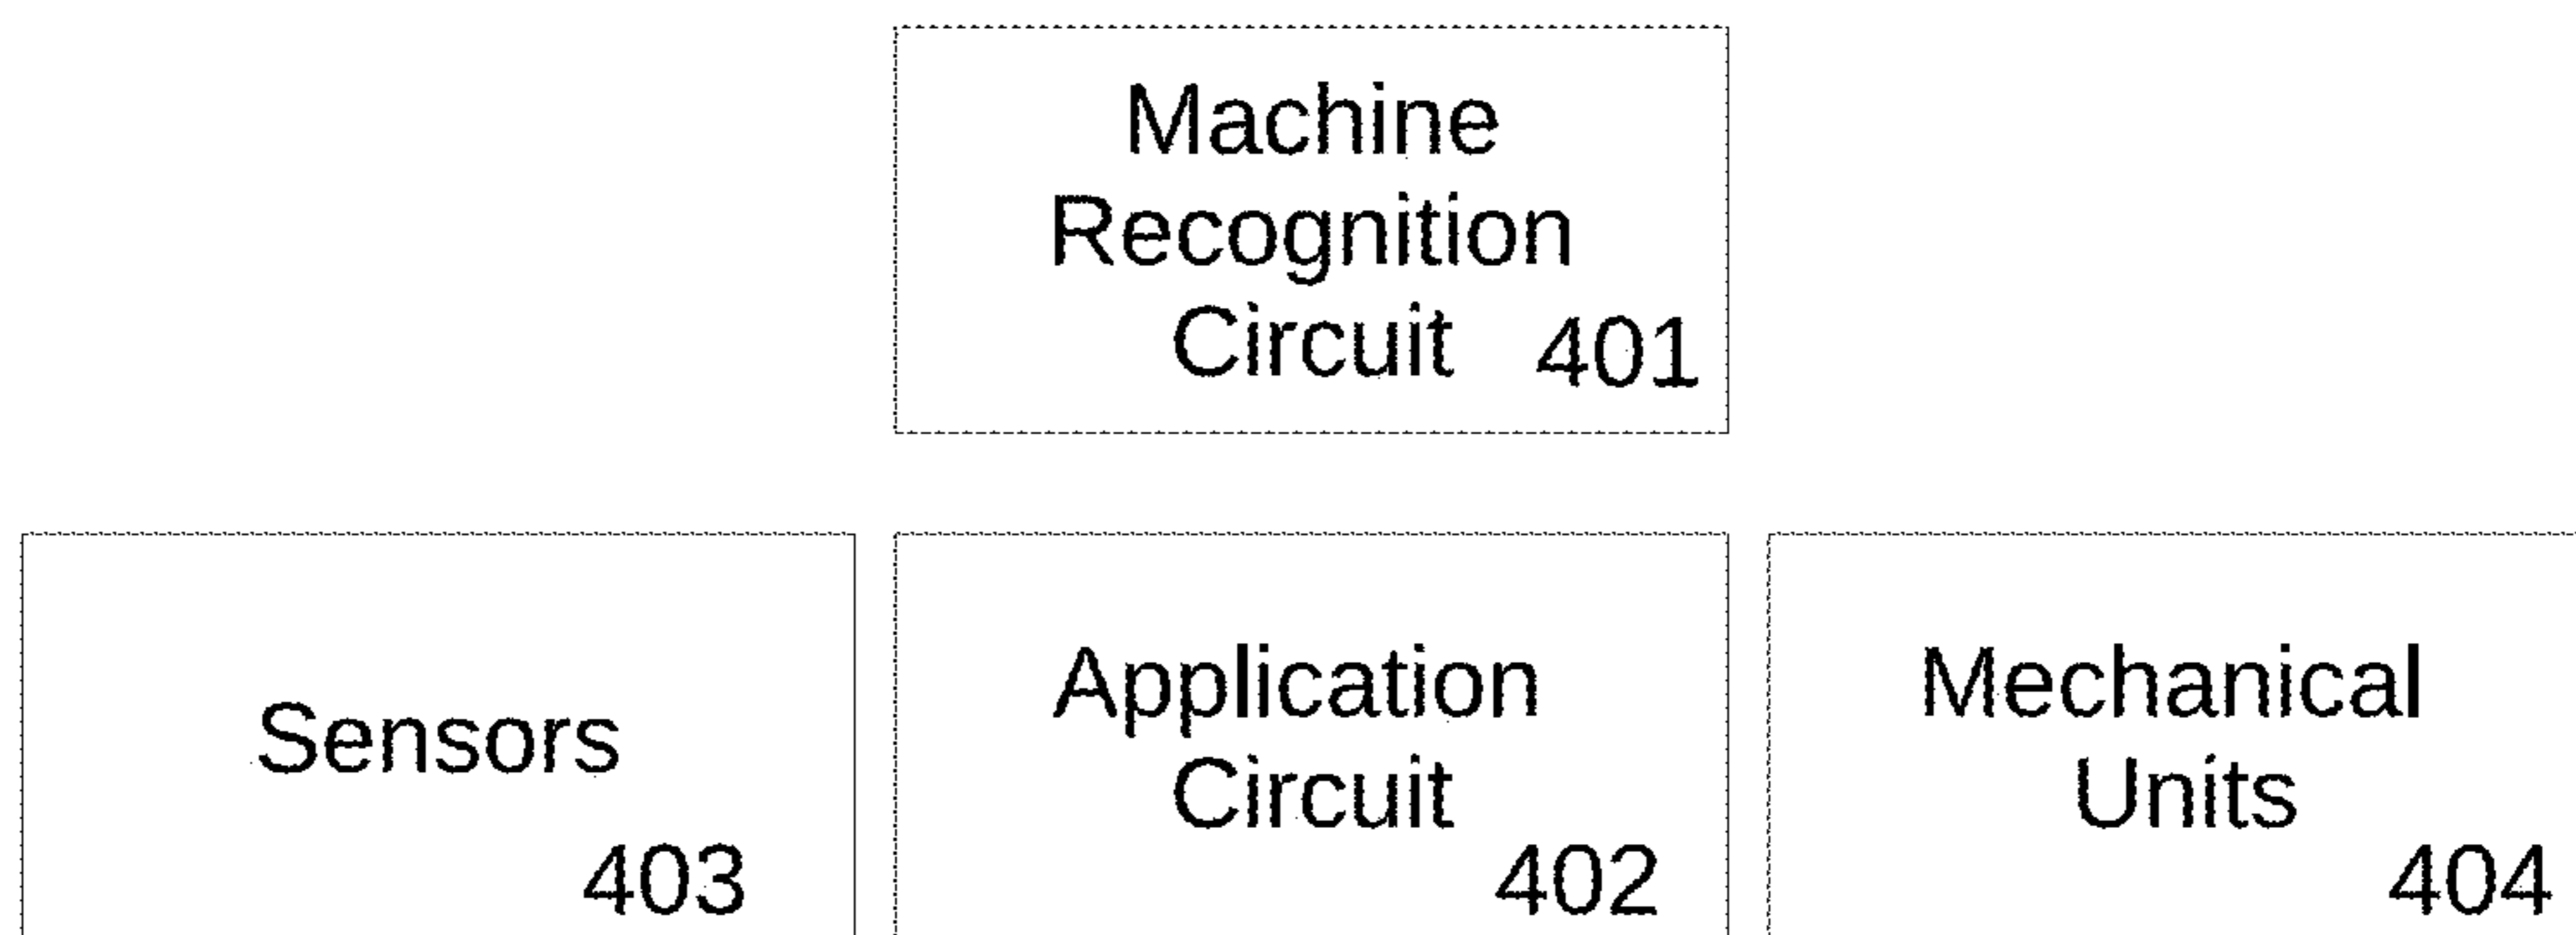 Machine
Recognition
Circuit 401
Sensors
403
Application
Circuit
402
Mechanical
Units
404